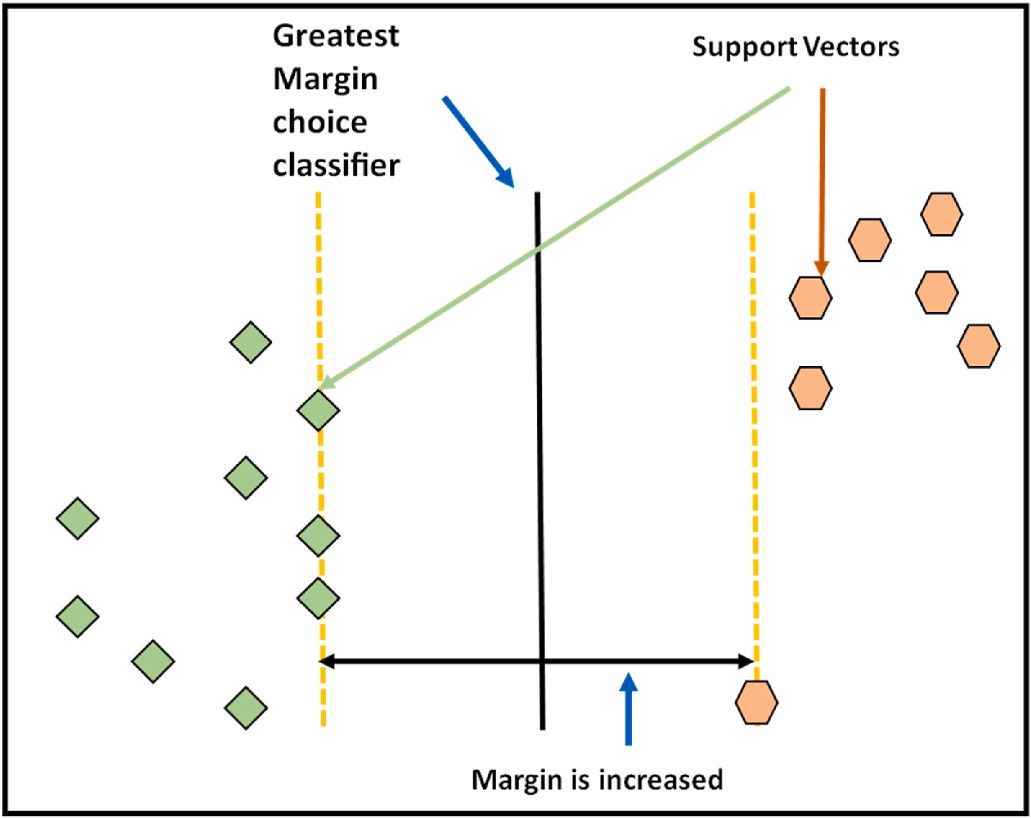 Greatest
Margin
choice
classifier
Support Vectors
Margin is increased